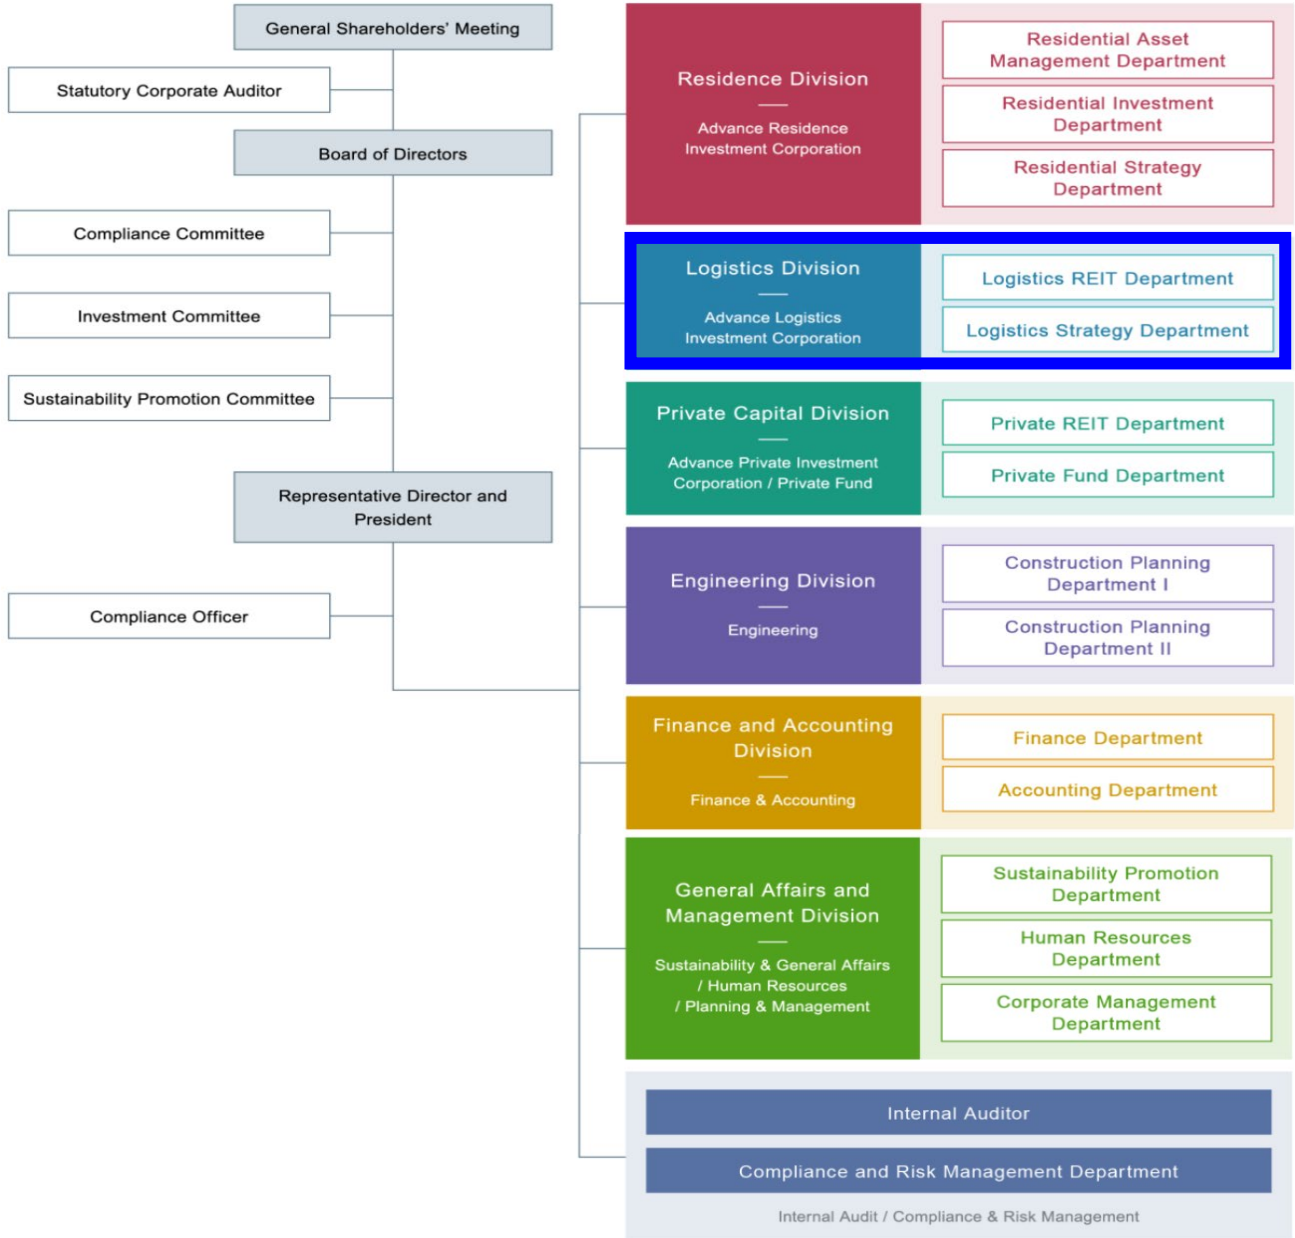 General Shareholders’ Meeting
Statutory Corporate Auditor
Board of Directors
Compliance Committee
Investment Committee
Sustainability Promotion Committee
Representative Director and
President
Compliance Officer
Residence Division
Advance Residence
Investment Corporation
Residential Asset
Management Department
Residential Investment
Department
Residential Strategy
Department
Logistics Division
Advance Logistics
Investment Corporation
Logistics REIT Department
Logistics Strategy Department
Private Capital Division
Advance Private Investment
Corporation / Private Fund
Private REIT Department
Private Fund Department
Engineering Division
Engineering
Construction Planning
Department I
Construction Planning
Department II
Finance and Accounting
Division
Finance & Accounting
Finance Department
Accounting Department
General Affairs and
Management Division
Sustainability & General Affairs
/ Human Resources
/ Planning & Management
Sustainability Promotion
Department
Human Resources
Department
Corporate Management
Department
Internal Auditor
Compliance and Risk Management Department
Internal Audit / Compliance & Risk Management